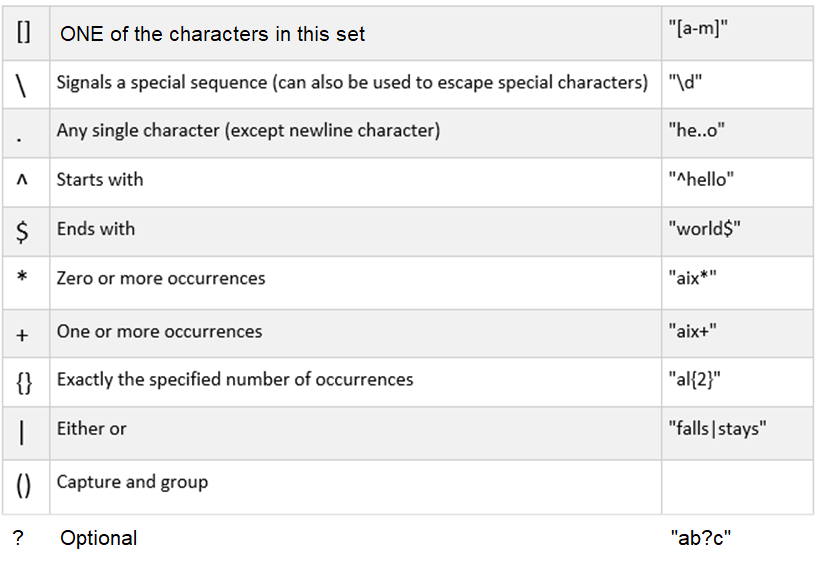 [] ONE of the characters in this set "[a-m]"
\ Signals a special sequence (can also be used to escape special characters) "\d"
. Any single character (except newline character) "he..o"
^ Starts with "^hello"
$ Ends with "world$"
* Zero or more occurrences "aix*"
+ One or more occurrences "aix+"
{} Exactly the specified number of occurrences "al{2}"
| Either or "falls|stays"
() Capture and group
? Optional "ab?c"